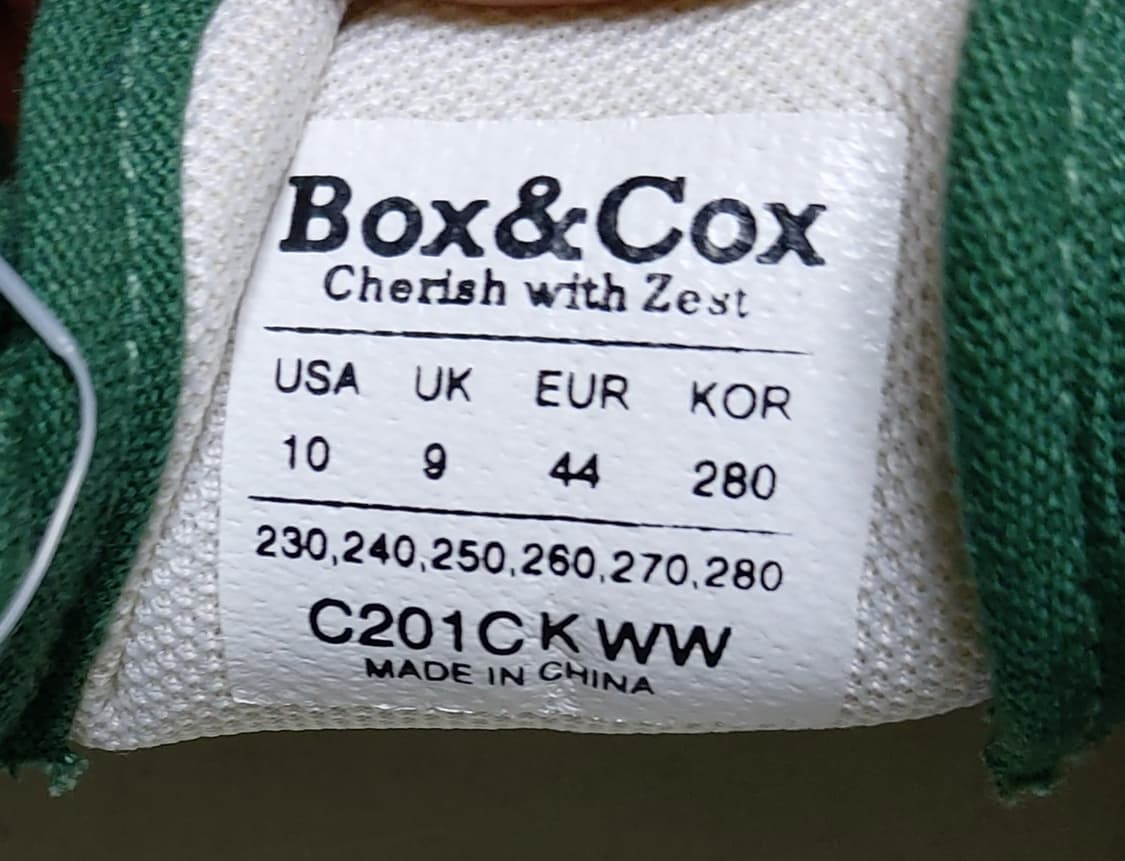 Box&Cox
Cherish with Zest
USA UK EUR KOR
10 9 44 280
230,240,250,260,270,280
C201CKWW
MADE IN CHINA